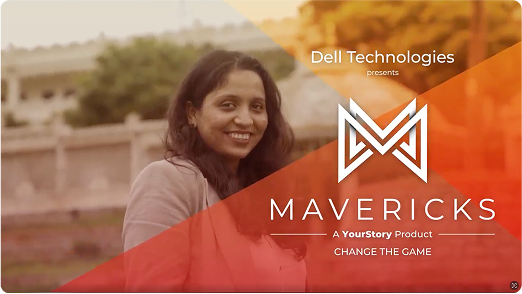 Dell Technologies
presents
MAVERICKS
A YourStory Product
CHANGE THE GAME